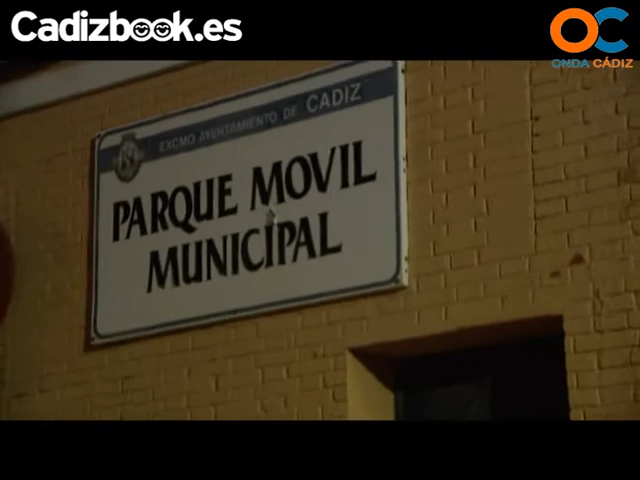 Cadizbook.es
OC
ONDA CÁDIZ
EXCMO AYUNTAMIENTO DE CADIZ
PARQUE MOVIL
MUNICIPAL